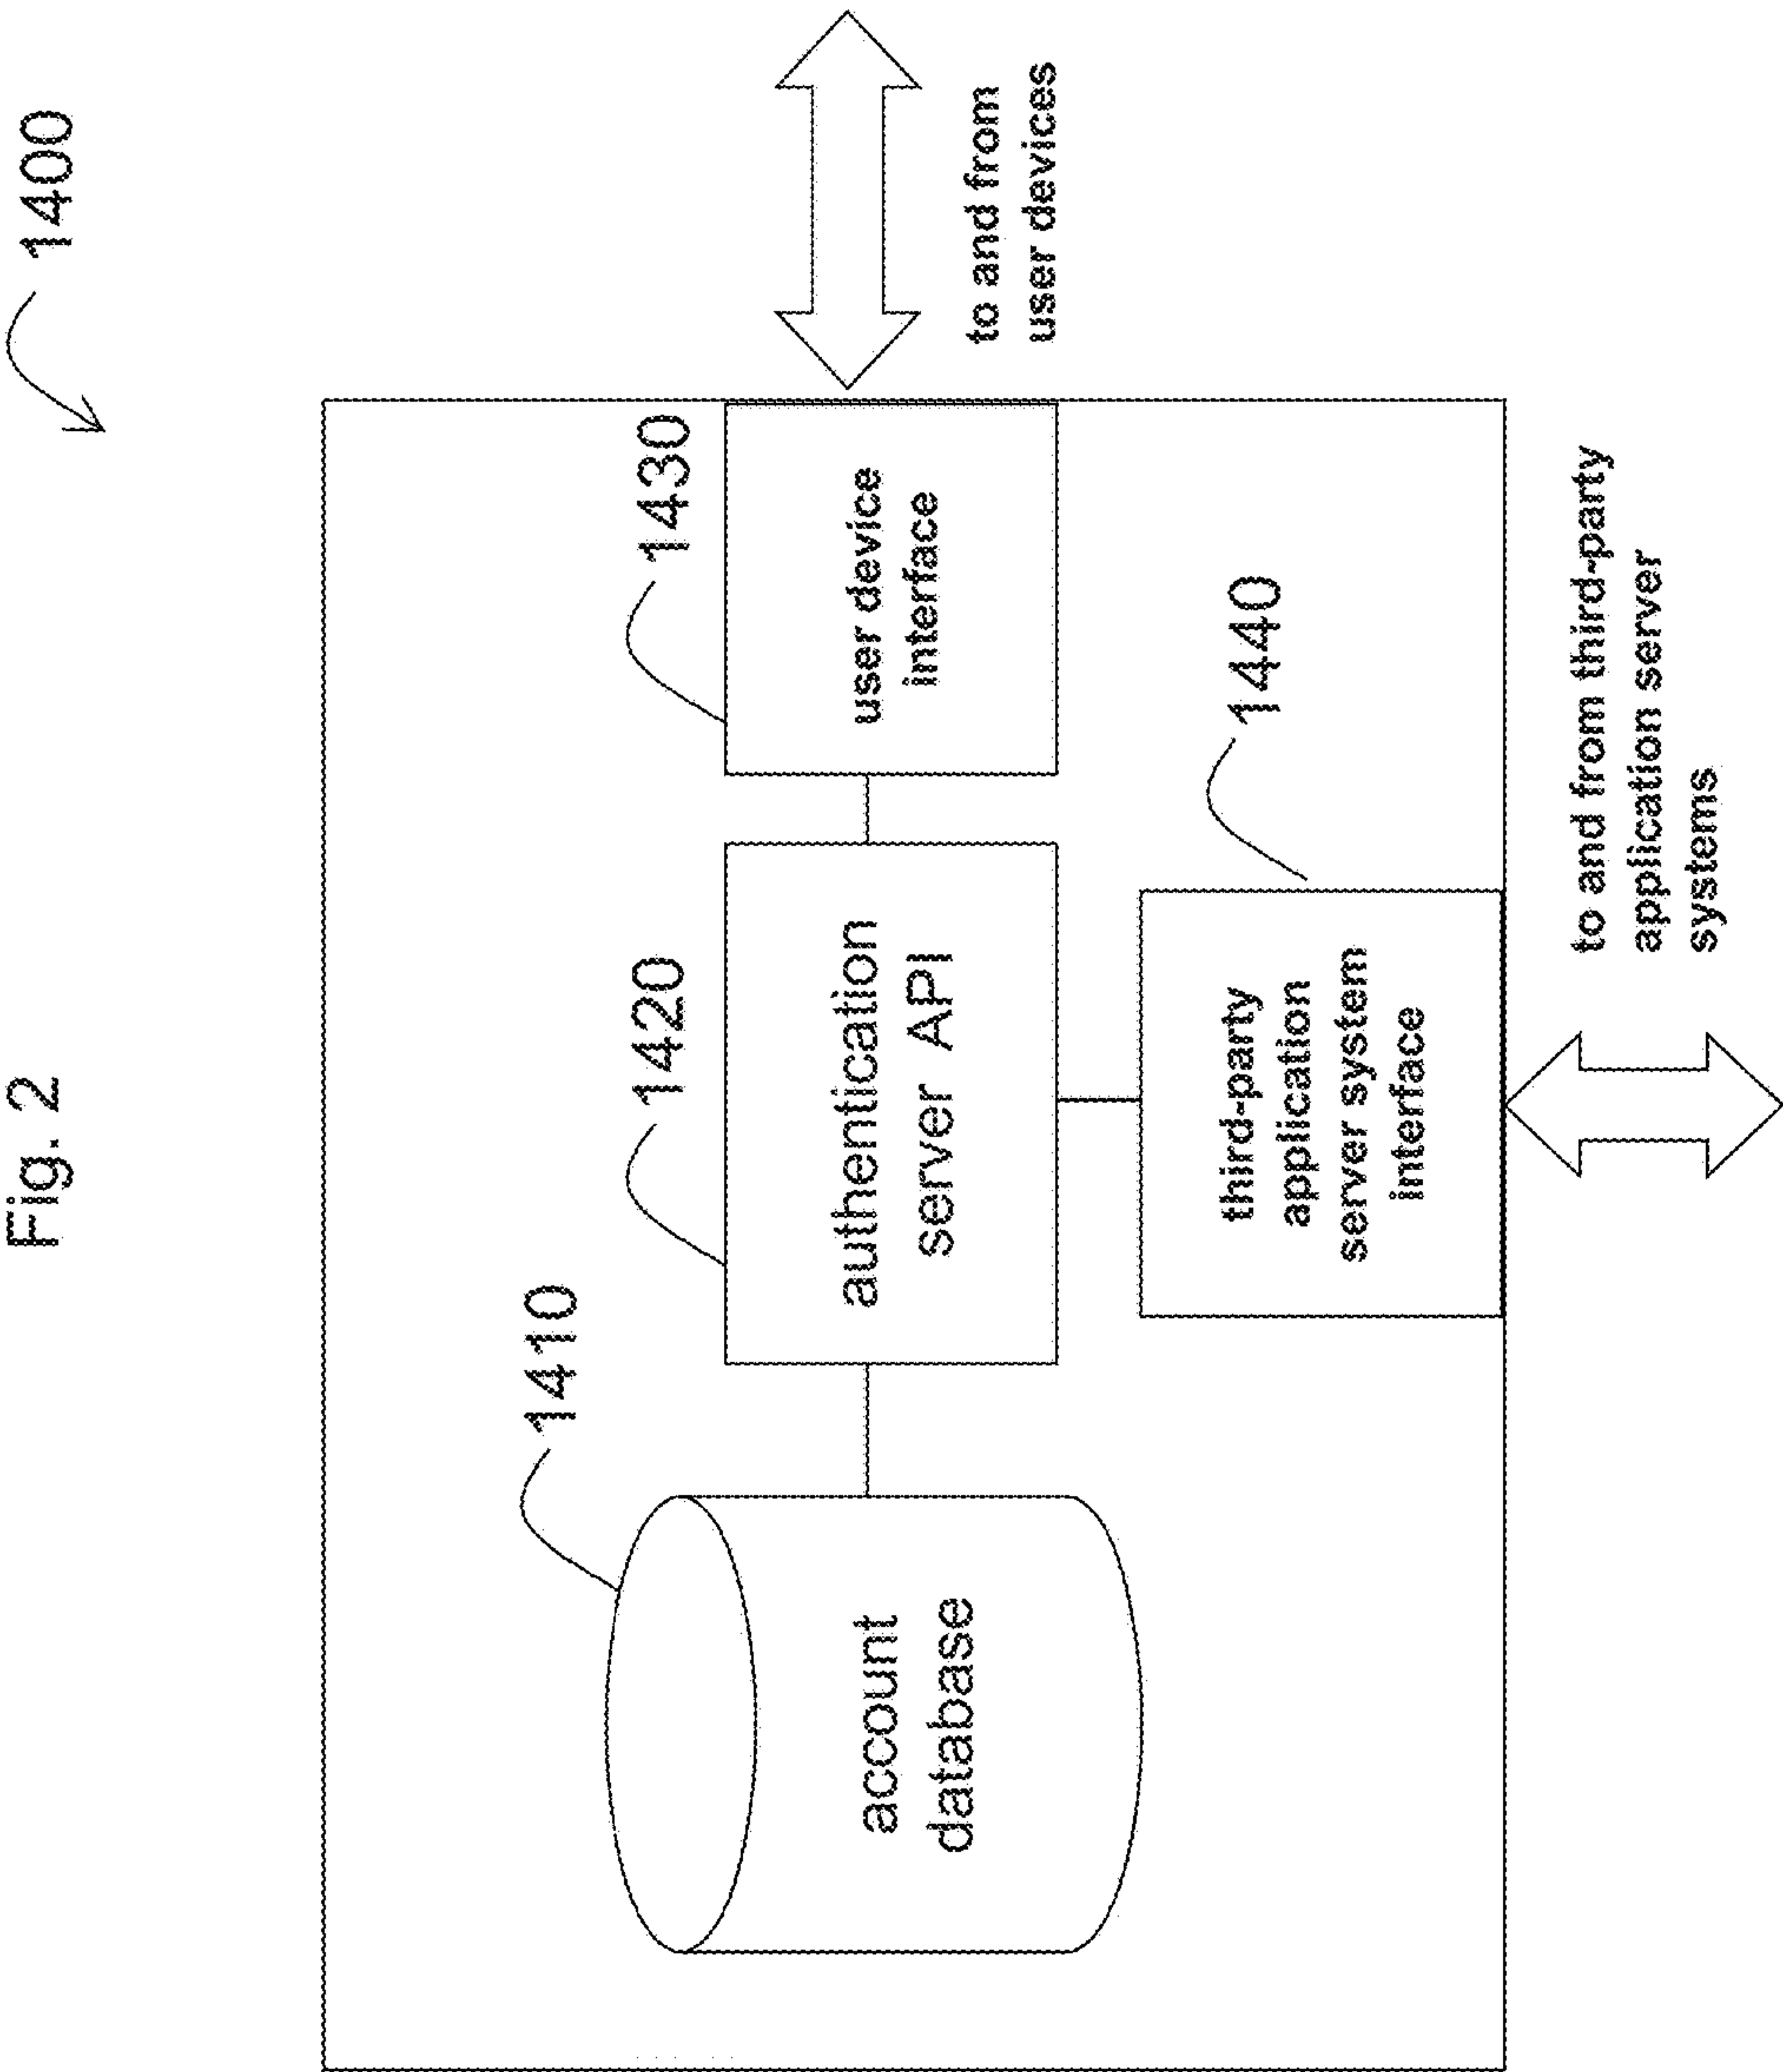 Fig. 2
1400
1410
1420
1430
account
database
authentication
server API
user device
interface
to and from
user devices
1440
third-party
application
server system
interface
to and from third-party
application server
systems